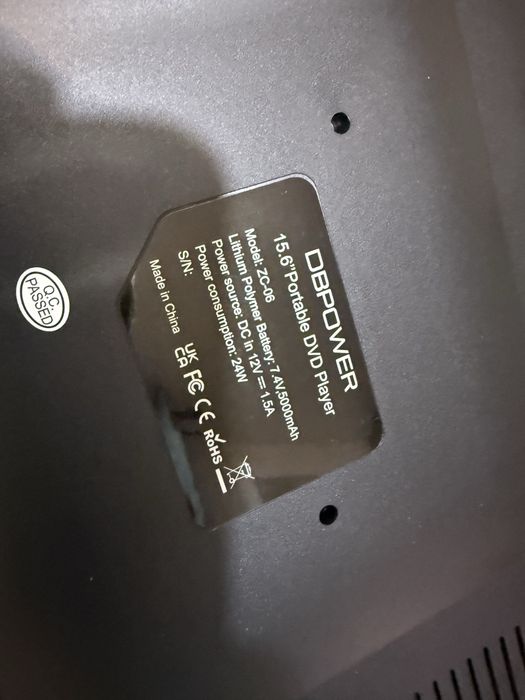 DBPOWER
15.6"Portable DVD Player
Model: ZC-06
Lithium Polymer Battery: 7.4V,5000mAh
Power source: DC in 12V⎓1.5A
Power consumption: 24W
S/N:
Made in China
UK
CA
FC CE RoHS
Q.C.
PASSED